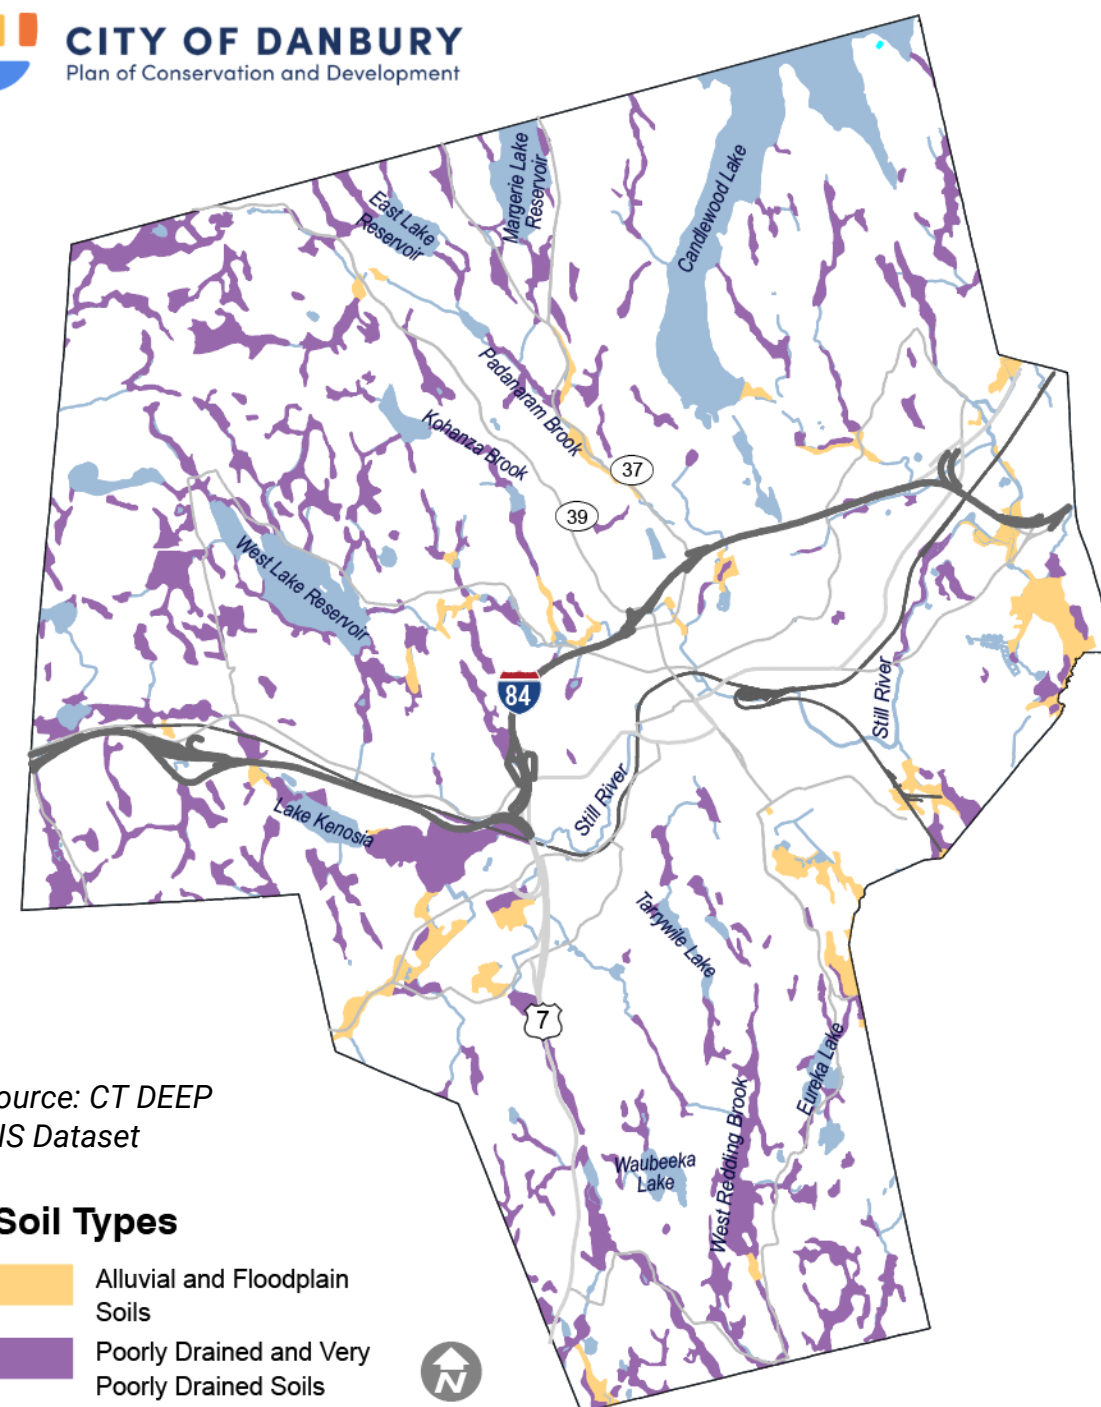 CITY OF DANBURY
Plan of Conservation and Development
Margerie Lake
Reservoir
East Lake
Reservoir
Candlewood Lake
Padanaram Brook
Kohanza Brook
37
39
West Lake Reservoir
84
Still River
Still River
Lake Kenosia
Tarrywile Lake
7
Eureka Lake
West Redding Brook
Waubeeka
Lake
ource: CT DEEP
IS Dataset
Soil Types
Alluvial and Floodplain
Soils
Poorly Drained and Very
Poorly Drained Soils
N